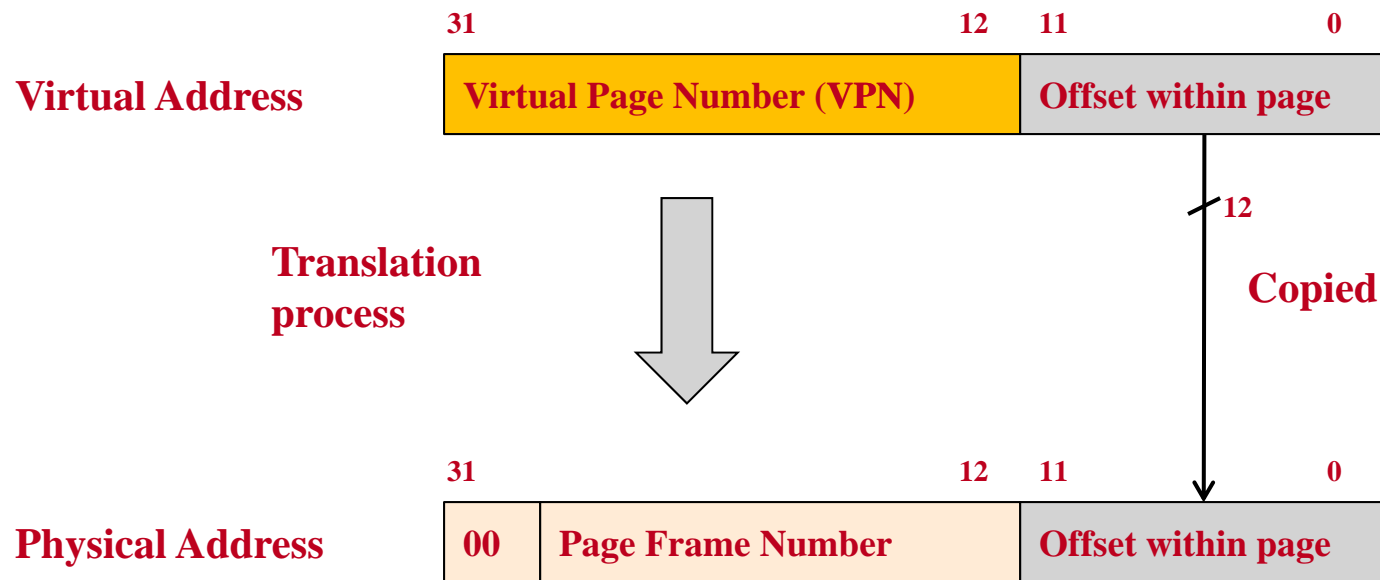 31 12 11 0
Virtual Address Virtual Page Number (VPN) Offset within page
12
Translation
process
Copied
31 12 11 0
Physical Address 00 Page Frame Number Offset within page